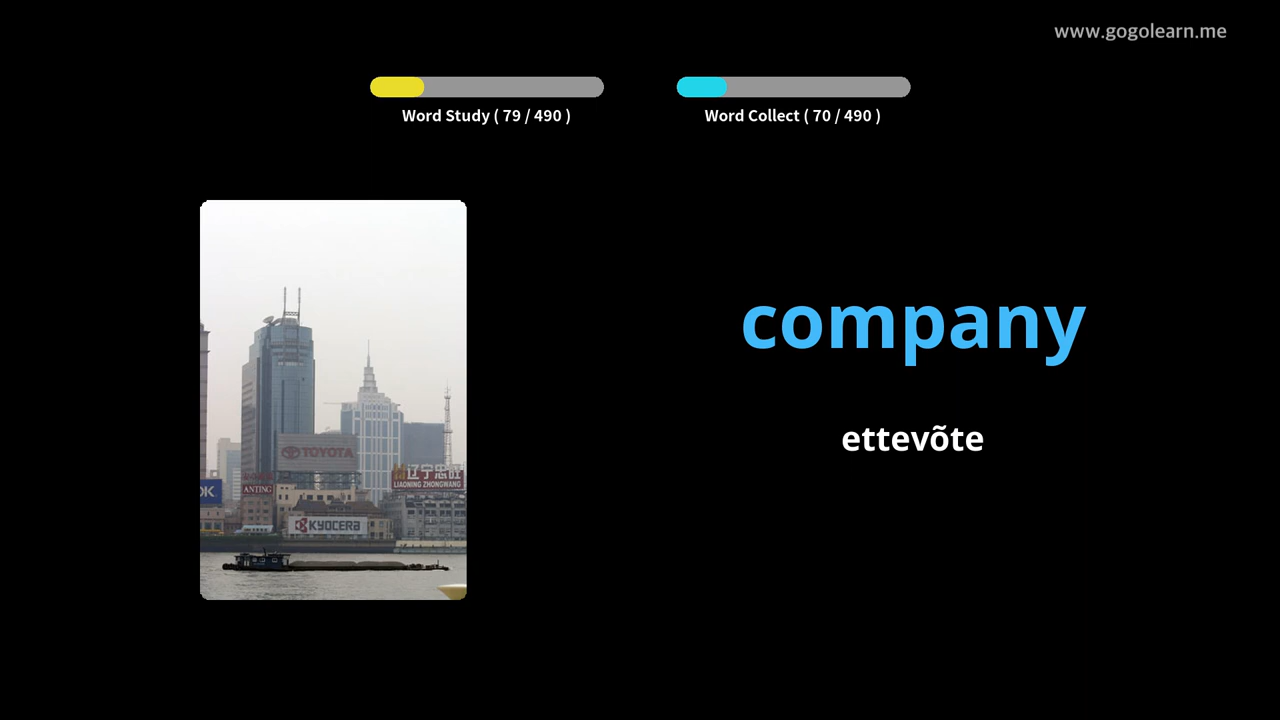 www.gogolearn.me
Word Study ( 79 / 490 )
Word Collect ( 70 / 490 )
company
ettevõte
TOYOTA
辽宁忠旺
LIAONING ZHONGWANG
OK
ANTING
KYOCERA